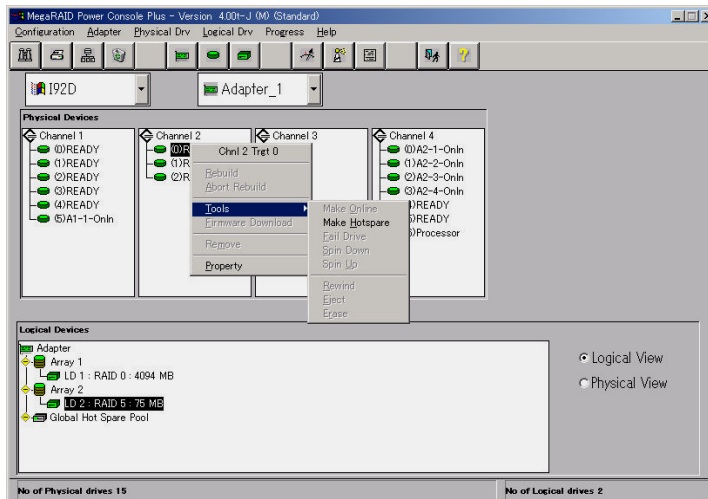 MegaRAID Power Console Plus - Version 4.00t-J (M) (Standard)
Configuration Adapter Physical Drv Logical Drv Progress Help
I92D
Adapter_1
Physical Devices
Channel 1
(0)READY
(1)READY
(2)READY
(3)READY
(4)READY
(5)A1-1-Onln
Channel 2
(0)R
(1)R
(2)R
Channel 3
Channel 4
(0)A2-1-Onln
(1)A2-2-Onln
(2)A2-3-Onln
(3)A2-4-Onln
)READY
)READY
)Processor
Chnl 2 Trgt 0
Rebuild
Abort Rebuild
Tools
Firmware Download
Remove
Property
Make Online
Make Hotspare
Fail Drive
Spin Down
Spin Up
Rewind
Eject
Erase
Logical Devices
Adapter
Array 1
LD 1 : RAID 0 : 4094 MB
Array 2
LD 2 : RAID 5 : 75 MB
Global Hot Spare Pool
Logical View
Physical View
No of Physical drives 15
No of Logical drives 2